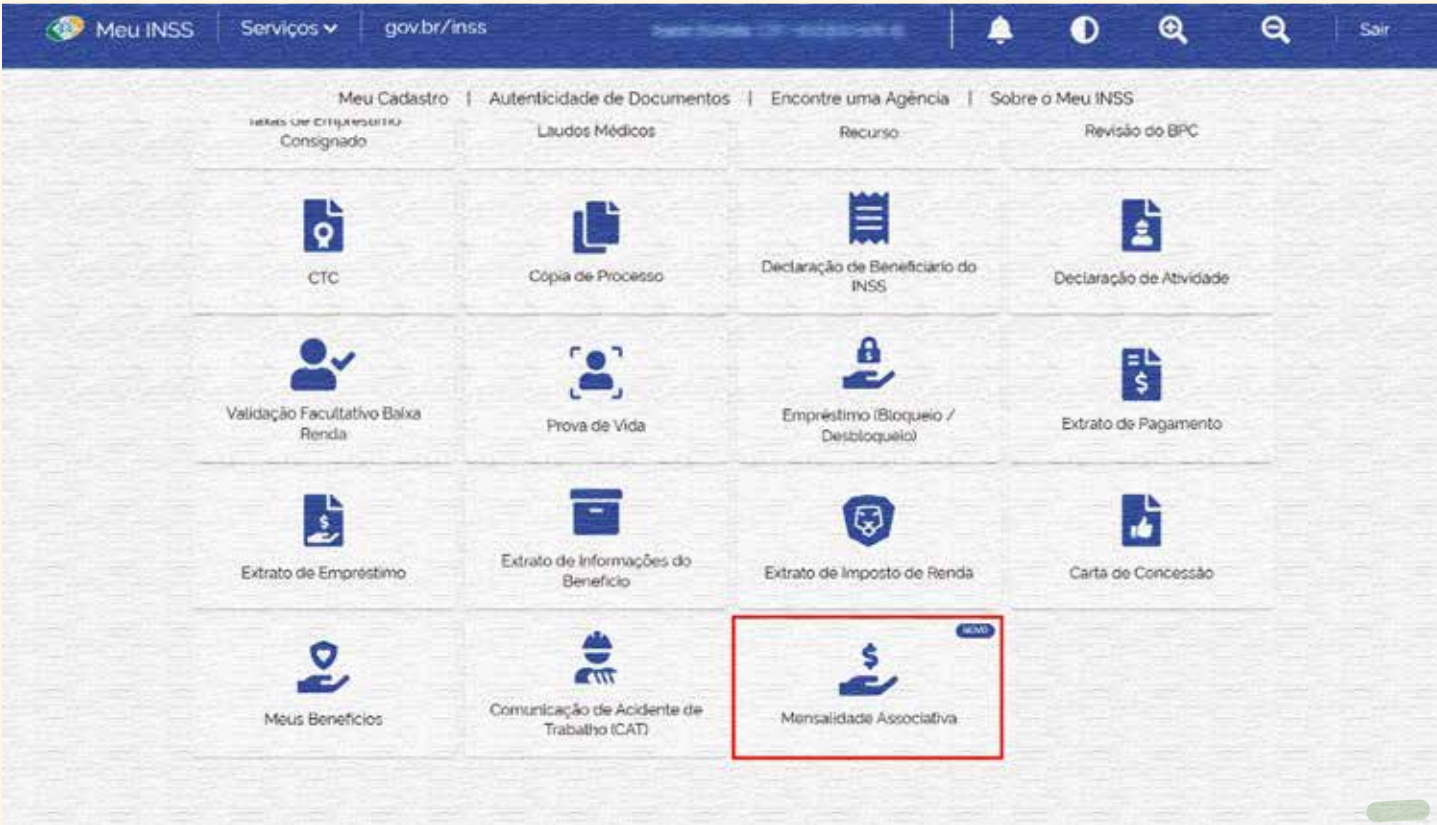 Meu INSS
Serviços
gov.br/inss
Sair
Meu Cadastro | Autenticidade de Documentos | Encontre uma Agência | Sobre o Meu INSS
Taxas de Empréstimo
Consignado
Laudos Médicos
Recurso
Revisão do BPC
CTC
Cópia de Processo
Declaração de Beneficiário do
INSS
Declaração de Atividade
Validação Facultativo Baixa
Renda
Prova de Vida
Empréstimo (Bloqueio /
Desbloqueio)
Extrato de Pagamento
Extrato de Empréstimo
Extrato de Informações do
Benefício
Extrato de Imposto de Renda
Carta de Concessão
Meus Benefícios
Comunicação de Acidente de
Trabalho (CAT)
NOVO
Mensalidade Associativa